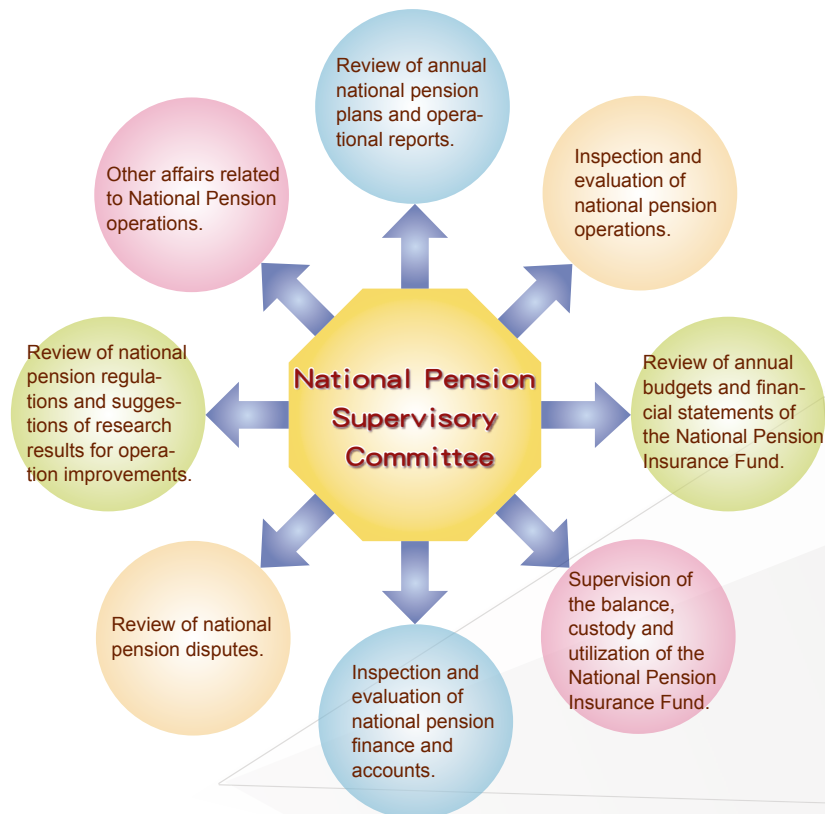 Review of annual
national pension
plans and opera-
tional reports.
Inspection and
evaluation of
national pension
operations.
Review of annual
budgets and finan-
cial statements of
the National Pension
Insurance Fund.
Supervision of
the balance,
custody and
utilization of the
National Pension
Insurance Fund.
Inspection and
evaluation of
national pension
finance and
accounts.
Review of national
pension disputes.
Review of national
pension regula-
tions and sugges-
tions of research
results for opera-
tion improvements.
Other affairs related
to National Pension
operations.
National Pension
Supervisory
Committee